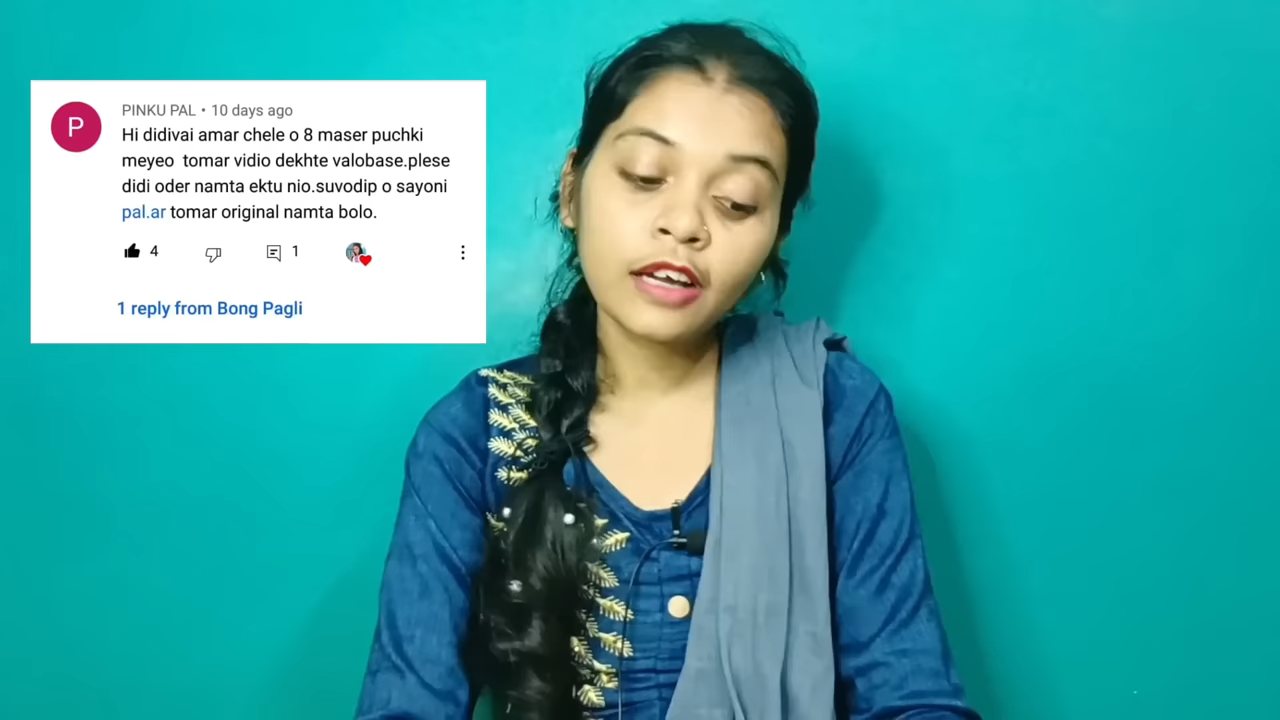 P
PINKU PAL • 10 days ago
Hi didivai amar chele o 8 maser puchki
meyeo tomar vidio dekhte valobase.plese
didi oder namta ektu nio.suvodip o sayoni
pal.ar tomar original namta bolo.
4 1
1 reply from Bong Pagli